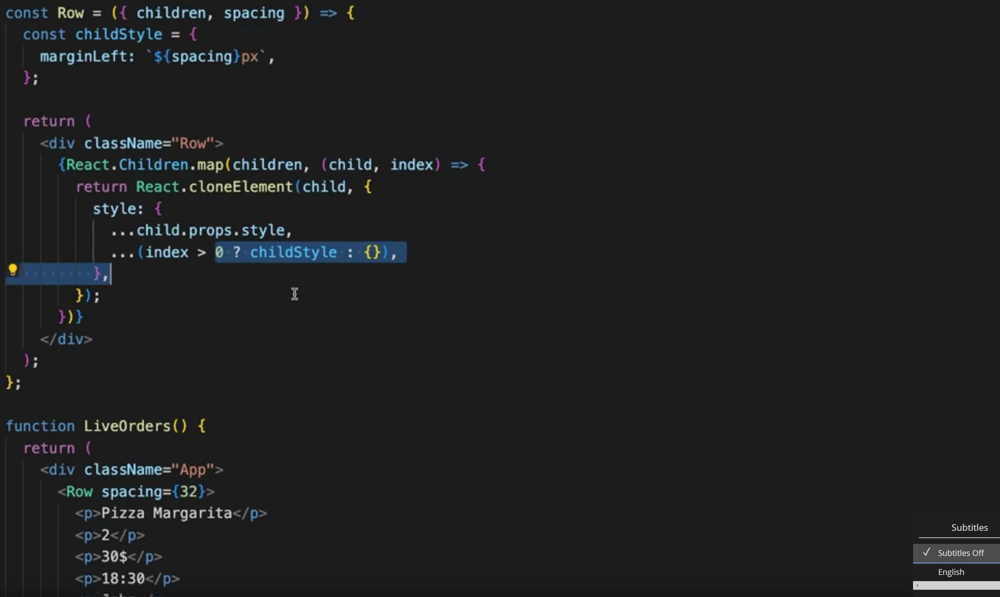 const Row = ({ children, spacing }) => {
  const childStyle = {
    marginLeft: `${spacing}px`,
  };

  return (
    <div className="Row">
      {React.Children.map(children, (child, index) => {
        return React.cloneElement(child, {
          style: {
            ...child.props.style,
            ...(index > 0 ? childStyle : {}),
          },
        });
      })}
    </div>
  );
};

function LiveOrders() {
  return (
    <div className="App">
      <Row spacing={32}>
        <p>Pizza Margarita</p>
        <p>2</p>
        <p>30$</p>
        <p>18:30</p>
Subtitles
✓ Subtitles Off
English